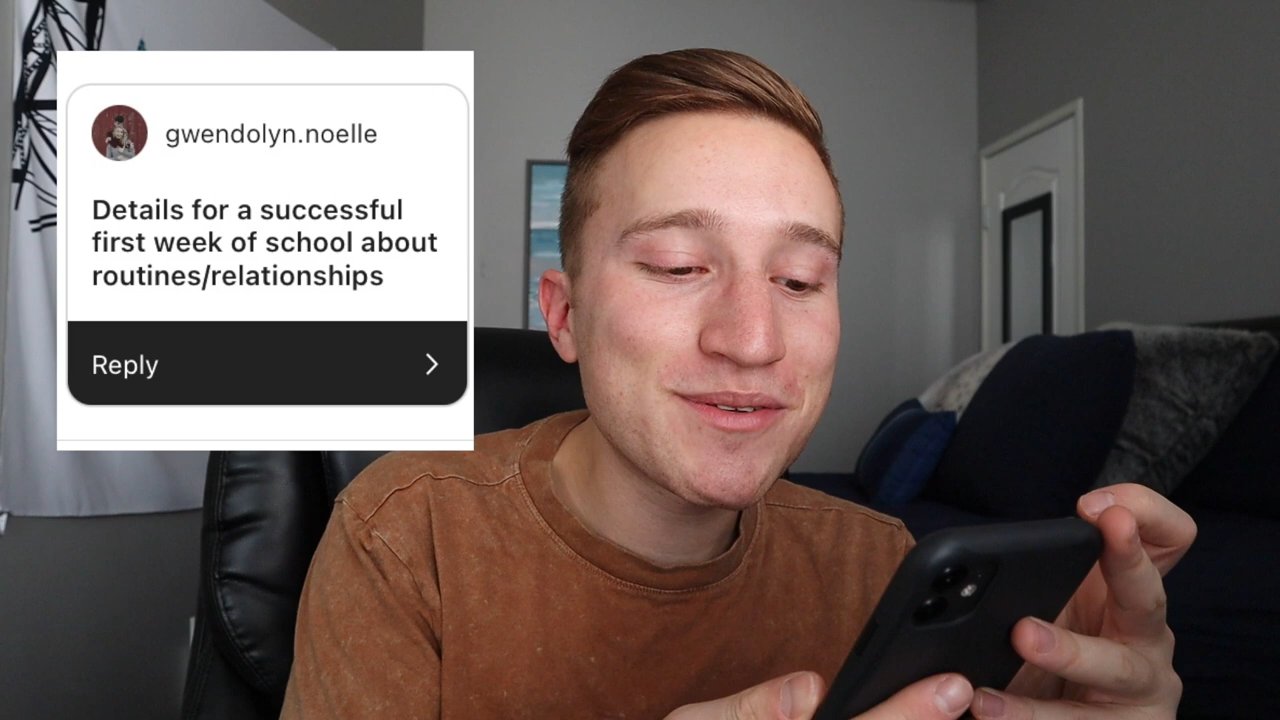 gwendolyn.noelle
Details for a successful
first week of school about
routines/relationships
Reply